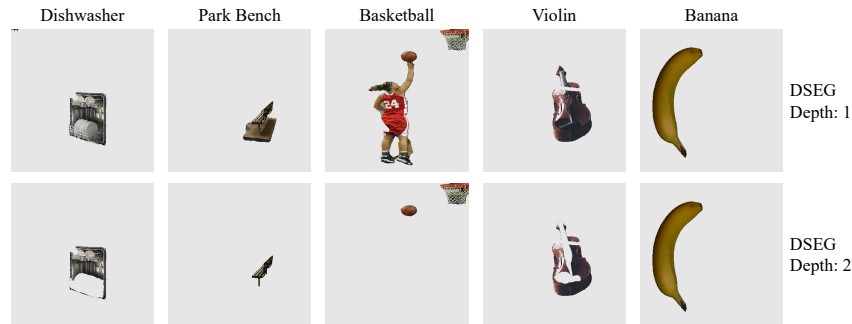 Dishwasher Park Bench Basketball Violin Banana
24
DSEG
Depth: 1
DSEG
Depth: 2